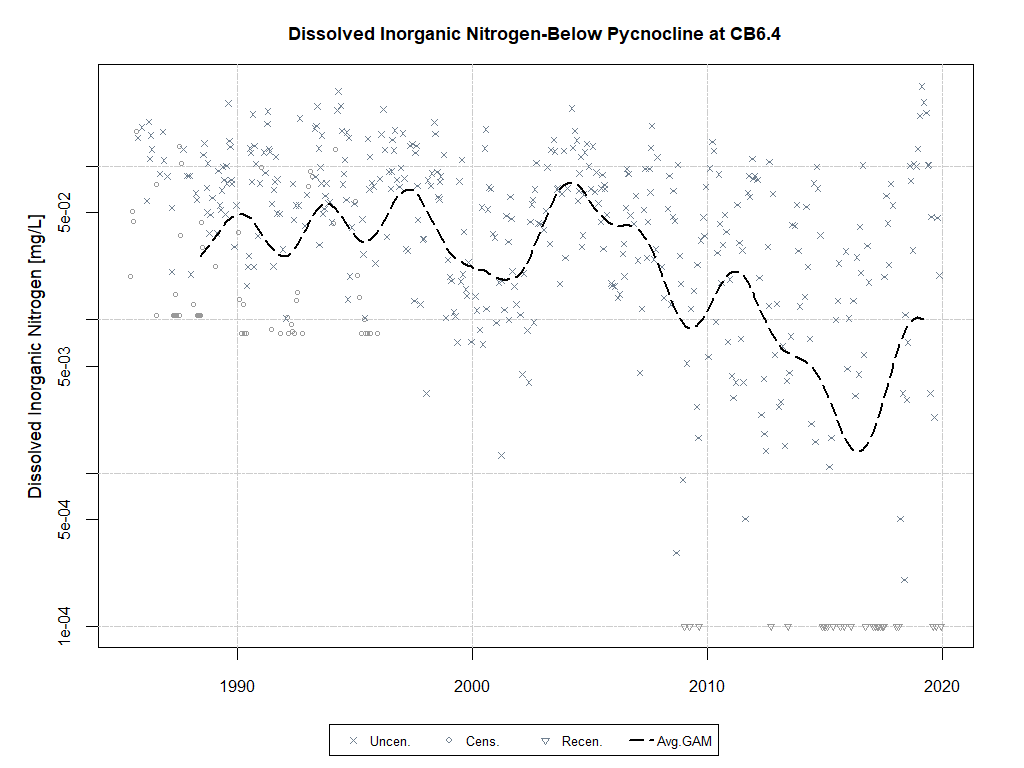 Dissolved Inorganic Nitrogen-Below Pycnocline at CB6.4
Dissolved Inorganic Nitrogen [mg/L]
5e-02
5e-03
5e-04
1e-04
1990
2000
2010
2020
Uncen.
Cens.
Recen.
Avg.GAM